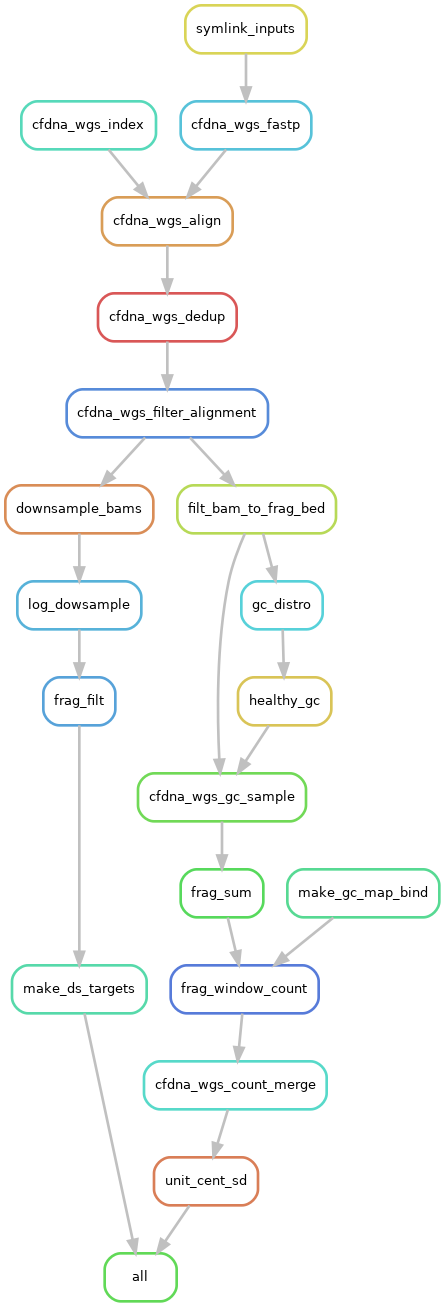 symlink_inputs
cfdna_wgs_index
cfdna_wgs_fastp
cfdna_wgs_align
cfdna_wgs_dedup
cfdna_wgs_filter_alignment
downsample_bams
filt_bam_to_frag_bed
log_dowsample
gc_distro
frag_filt
healthy_gc
cfdna_wgs_gc_sample
frag_sum
make_gc_map_bind
make_ds_targets
frag_window_count
cfdna_wgs_count_merge
unit_cent_sd
all